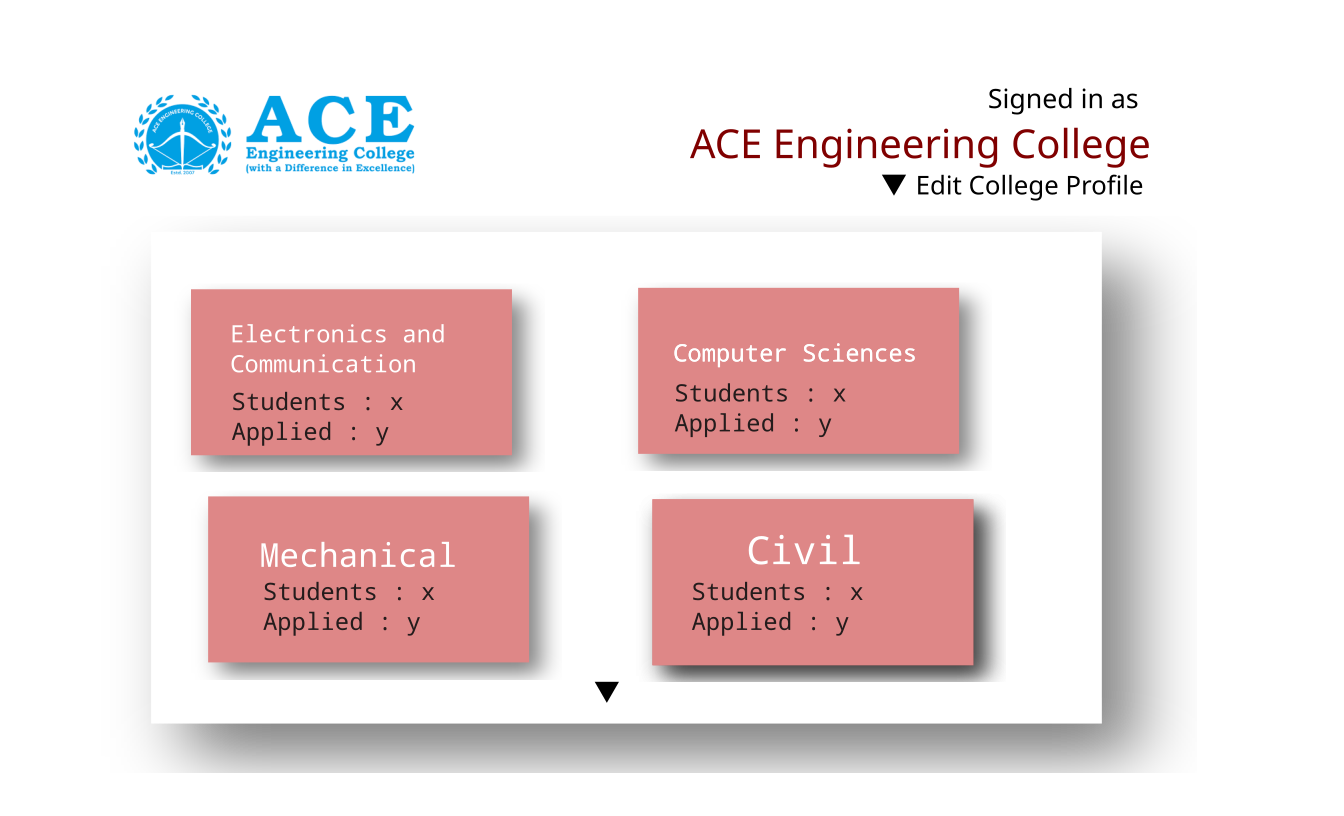 ACE ENGINEERING COLLEGE
Estd. 2007
ACE
Engineering College
(with a Difference in Excellence)
Signed in as
ACE Engineering College
▼ Edit College Profile
Electronics and
Communication
Students : x
Applied : y
Computer Sciences
Students : x
Applied : y
Mechanical
Students : x
Applied : y
Civil
Students : x
Applied : y
▼